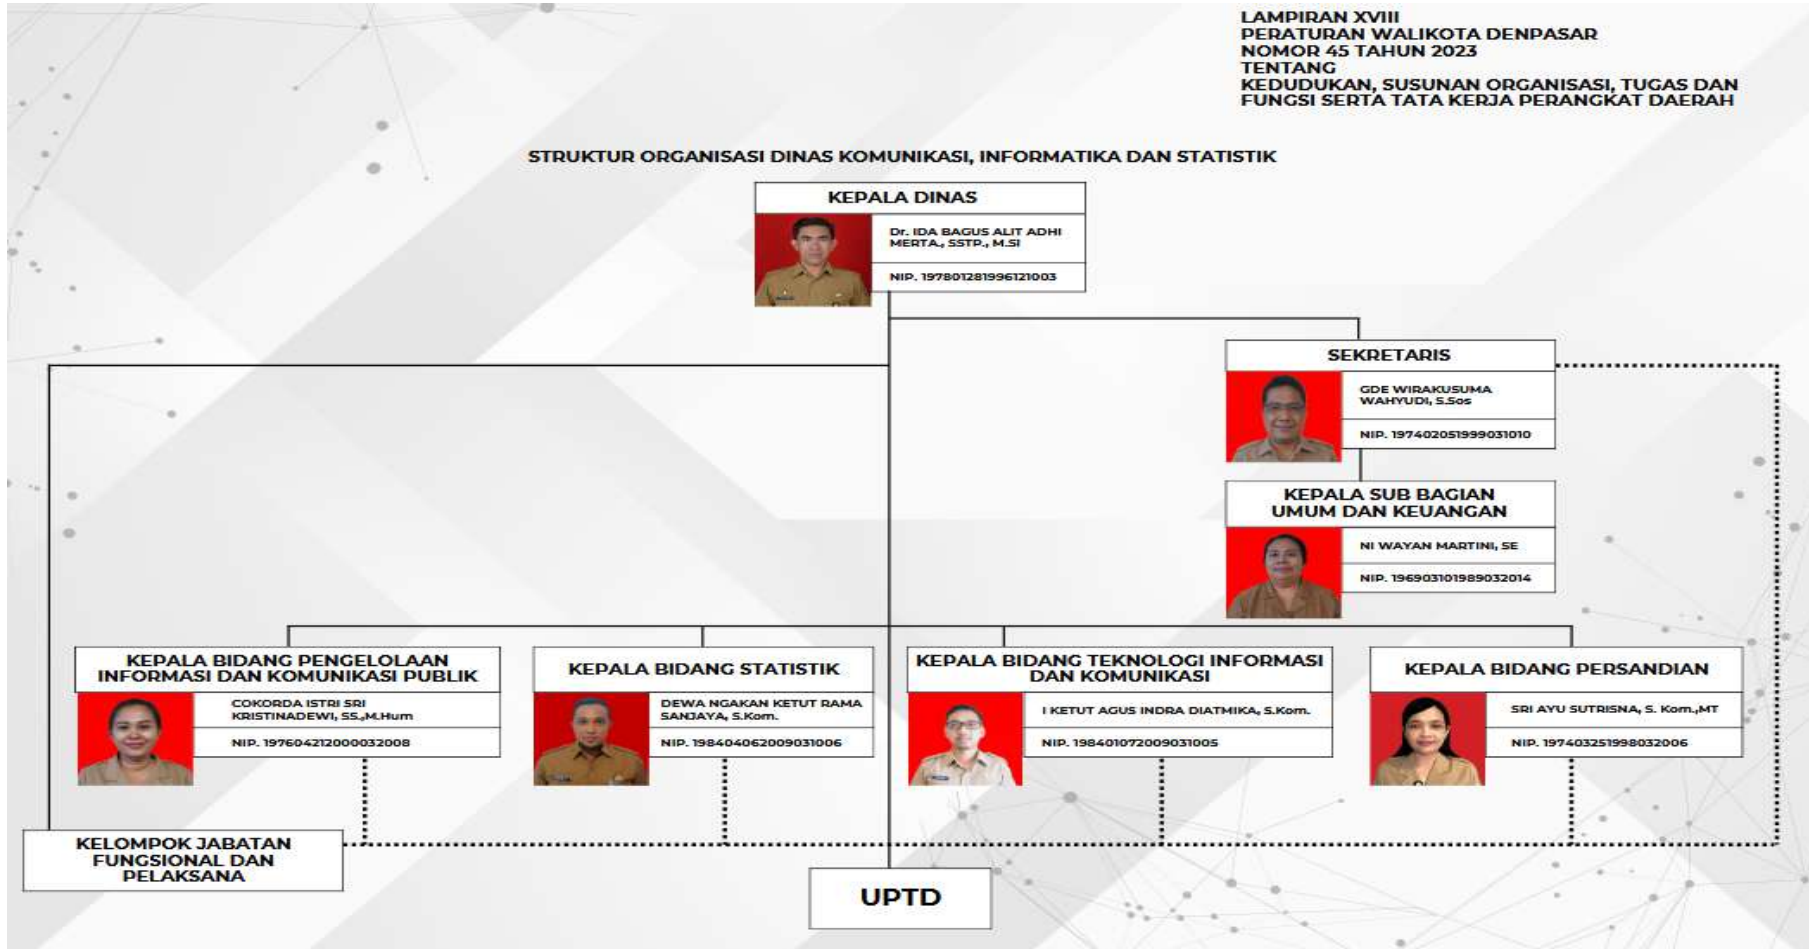 LAMPIRAN XVIII
PERATURAN WALIKOTA DENPASAR
NOMOR 45 TAHUN 2023
TENTANG
KEDUDUKAN, SUSUNAN ORGANISASI, TUGAS DAN
FUNGSI SERTA TATA KERJA PERANGKAT DAERAH
STRUKTUR ORGANISASI DINAS KOMUNIKASI, INFORMATIKA DAN STATISTIK
KEPALA DINAS
Dr. IDA BAGUS ALIT ADHI
MERTA., SSTP., M.SI
NIP. 197801281996121003
SEKRETARIS
GDE WIRAKUSUMA
WAHYUDI, S.Sos
NIP. 197402051999031010
KEPALA SUB BAGIAN
UMUM DAN KEUANGAN
NI WAYAN MARTINI, SE
NIP. 196903101989032014
KEPALA BIDANG PENGELOLAAN
INFORMASI DAN KOMUNIKASI PUBLIK
COKORDA ISTRI SRI
KRISTINADEWI, SS.,M.Hum
NIP. 197604212000032008
KEPALA BIDANG STATISTIK
DEWA NGAKAN KETUT RAMA
SANJAYA, S.Kom.
NIP. 198404062009031006
KEPALA BIDANG TEKNOLOGI INFORMASI
DAN KOMUNIKASI
I KETUT AGUS INDRA DIATMIKA, S.Kom.
NIP. 198401072009031005
KEPALA BIDANG PERSANDIAN
SRI AYU SUTRISNA, S. Kom.,MT
NIP. 197403251998032006
KELOMPOK JABATAN
FUNGSIONAL DAN
PELAKSANA
UPTD